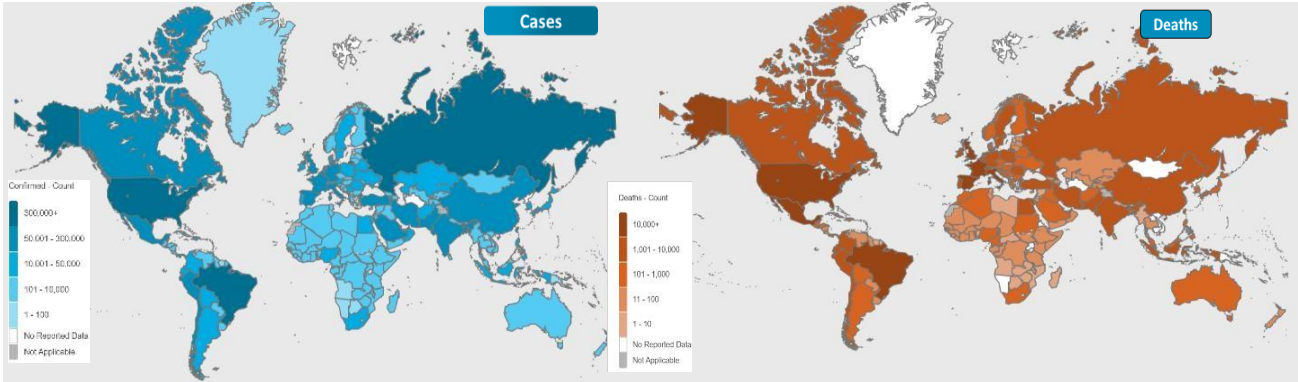 Cases
Deaths
Confirmed - Count
300,000+
50.001 - 300,000
10.001 - 50,000
101 - 10,000
1 - 100
No Reported Data
Not Applicable
Deaths - Count
10,000+
1.001 - 10,000
101 - 1,000
11 - 100
1 - 10
No Reported Data
Not Applicable